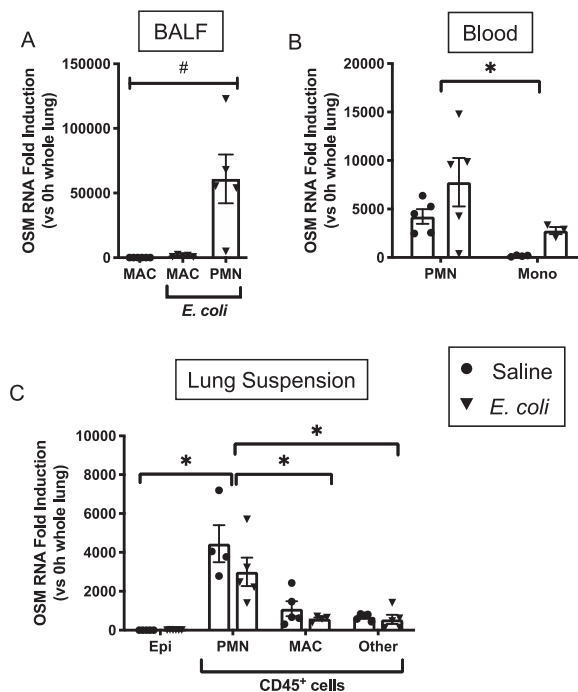 A
BALF
OSM RNA Fold Induction
(vs 0h whole lung)
150000
100000
50000
0
#
MAC MAC PMN
E. coli
B
Blood
OSM RNA Fold Induction
(vs 0h whole lung)
20000
15000
10000
5000
0
*
PMN Mono
C
Lung Suspension
Saline
E. coli
OSM RNA Fold Induction
(vs 0h whole lung)
10000
8000
6000
4000
2000
0
*
*
*
Epi PMN MAC Other
CD45⁺ cells